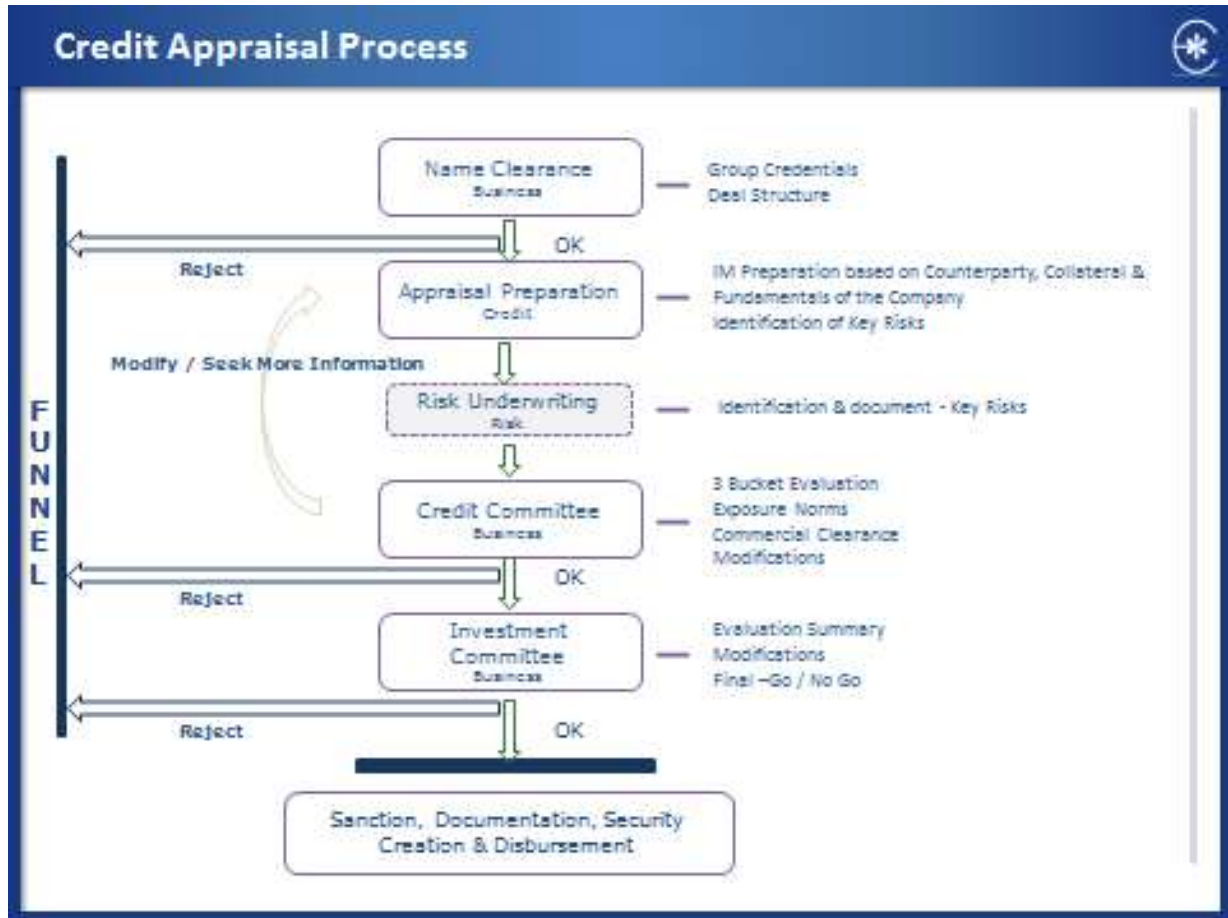 Credit Appraisal Process
Name Clearance
Business
Group Credentials
Deal Structure
OK
Reject
Appraisal Preparation
Credit
IM Preparation based on Counterparty, Collateral &
Fundamentals of the Company
Identification of Key Risks
Modify / Seek More Information
Risk Underwriting
Risk
Identification & document - Key Risks
FUNNEL
Credit Committee
Business
3 Bucket Evaluation
Exposure Norms
Commercial Clearance
Modifications
OK
Reject
Investment
Committee
Business
Evaluation Summary
Modifications
Final –Go / No Go
Reject
OK
Sanction, Documentation, Security
Creation & Disbursement